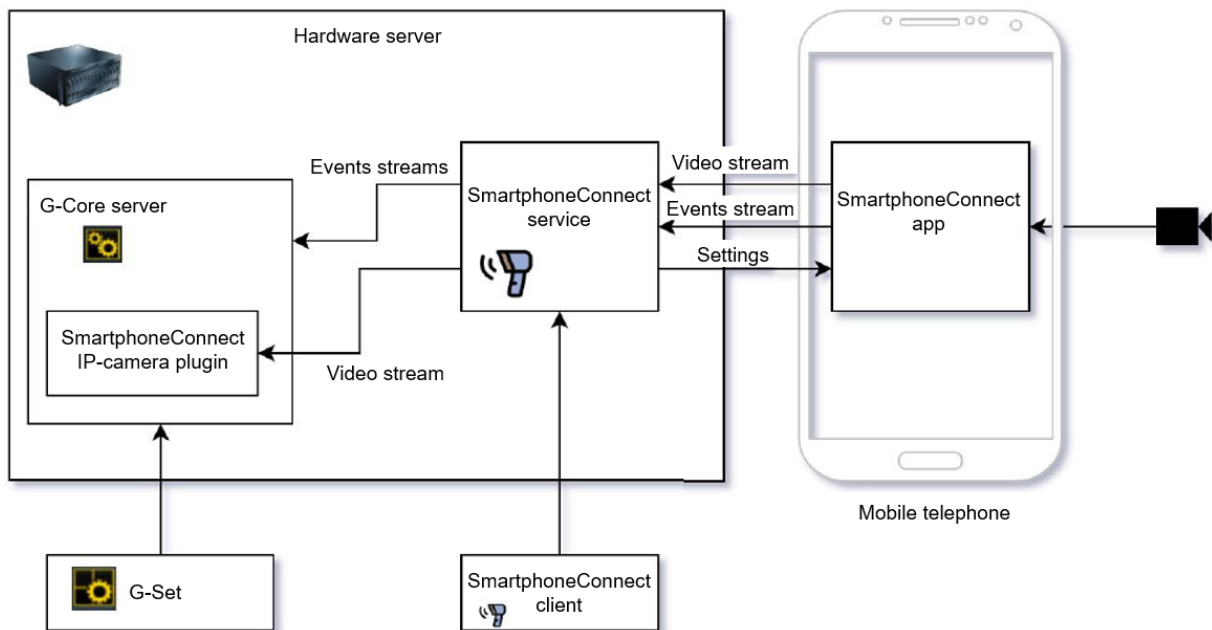 Hardware server
Events streams
G-Core server
SmartphoneConnect
IP-camera plugin
Video stream
SmartphoneConnect
service
Video stream
Events stream
Settings
SmartphoneConnect
app
Mobile telephone
G-Set
SmartphoneConnect
client